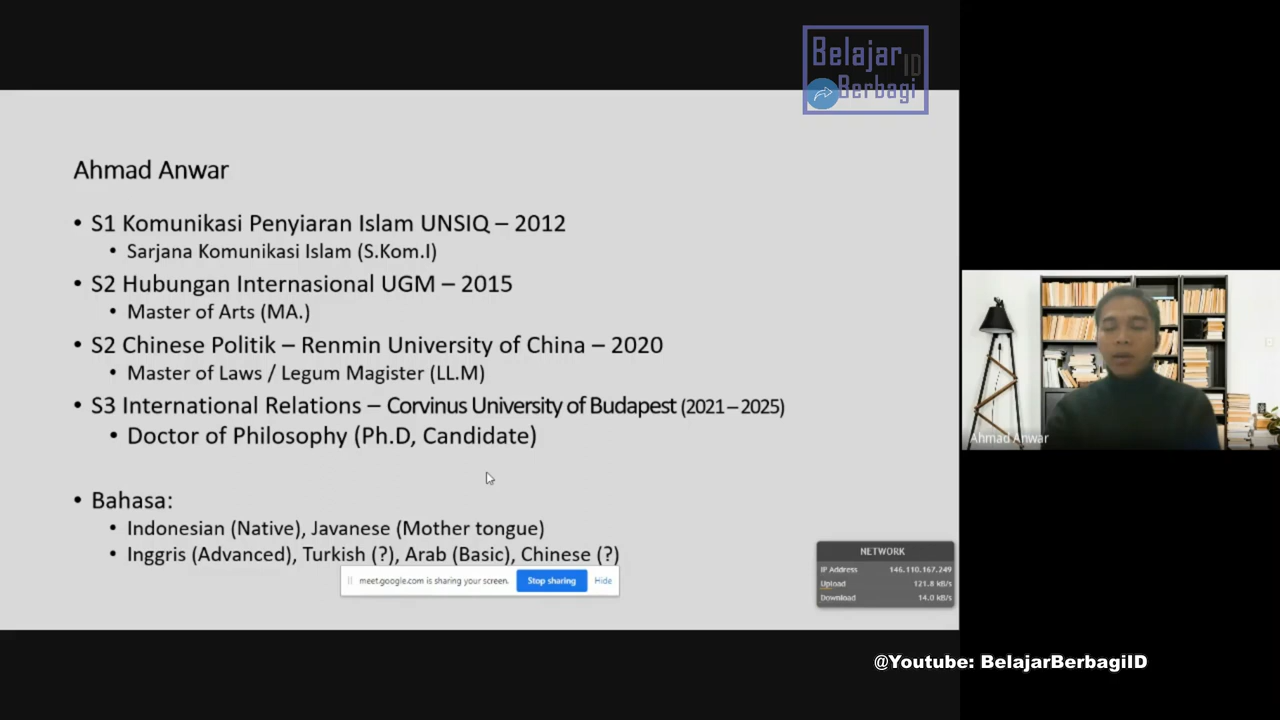 Belajar
ID
Berbagi
Ahmad Anwar
• S1 Komunikasi Penyiaran Islam UNSIQ – 2012
• Sarjana Komunikasi Islam (S.Kom.I)
• S2 Hubungan Internasional UGM – 2015
• Master of Arts (MA.)
• S2 Chinese Politik – Renmin University of China – 2020
• Master of Laws / Legum Magister (LL.M)
• S3 International Relations – Corvinus University of Budapest (2021 – 2025)
• Doctor of Philosophy (Ph.D, Candidate)
• Bahasa:
• Indonesian (Native), Javanese (Mother tongue)
• Inggris (Advanced), Turkish (?), Arab (Basic), Chinese (?)
meet.google.com is sharing your screen. Stop sharing Hide
NETWORK
IP Address 146.110.167.249
Upload 121.8 kB/s
Download 14.0 kB/s
Ahmad Anwar
@Youtube: BelajarBerbagiID